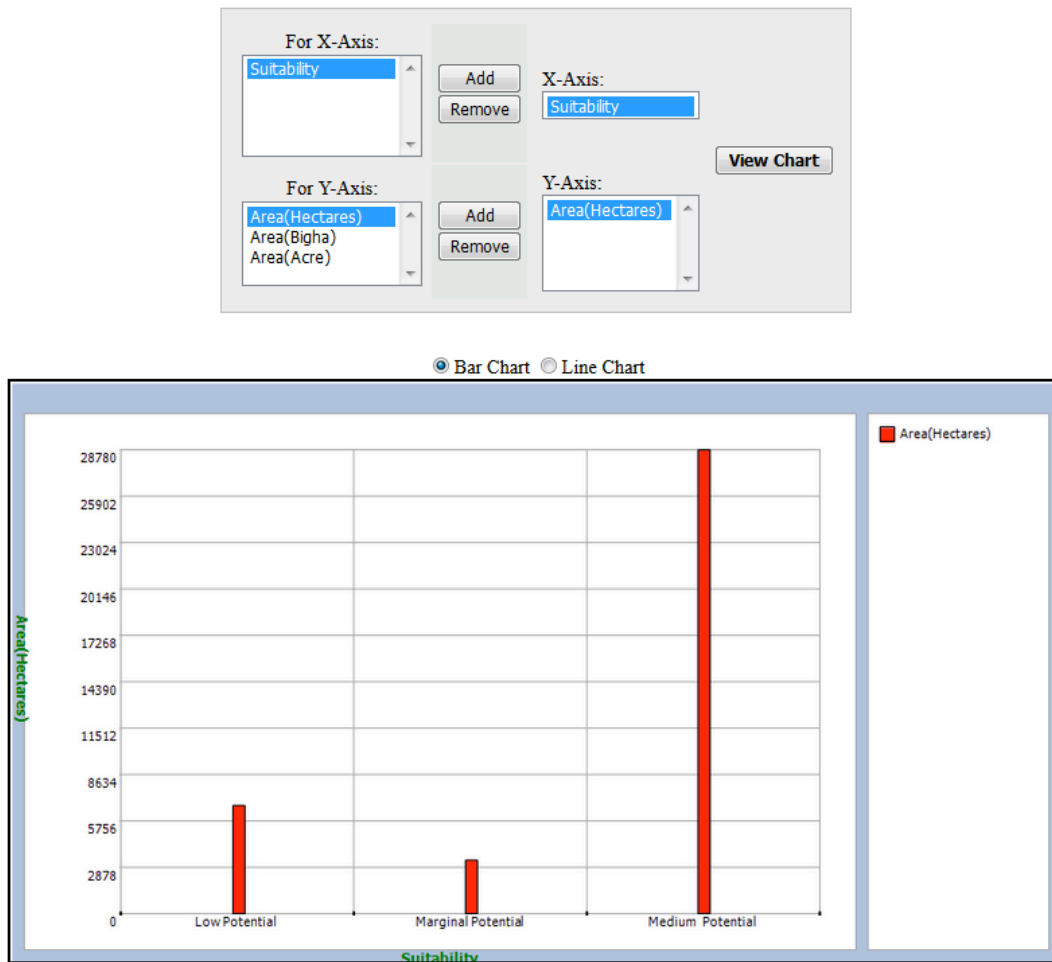 For X-Axis:
Suitability
Add
Remove
X-Axis:
Suitability
View Chart
For Y-Axis:
Area(Hectares)
Area(Bigha)
Area(Acre)
Add
Remove
Y-Axis:
Area(Hectares)
Bar Chart Line Chart
Area(Hectares)
28780
25902
23024
20146
17268
14390
11512
8634
5756
2878
0
Area(Hectares)
Low Potential Marginal Potential Medium Potential
Suitability